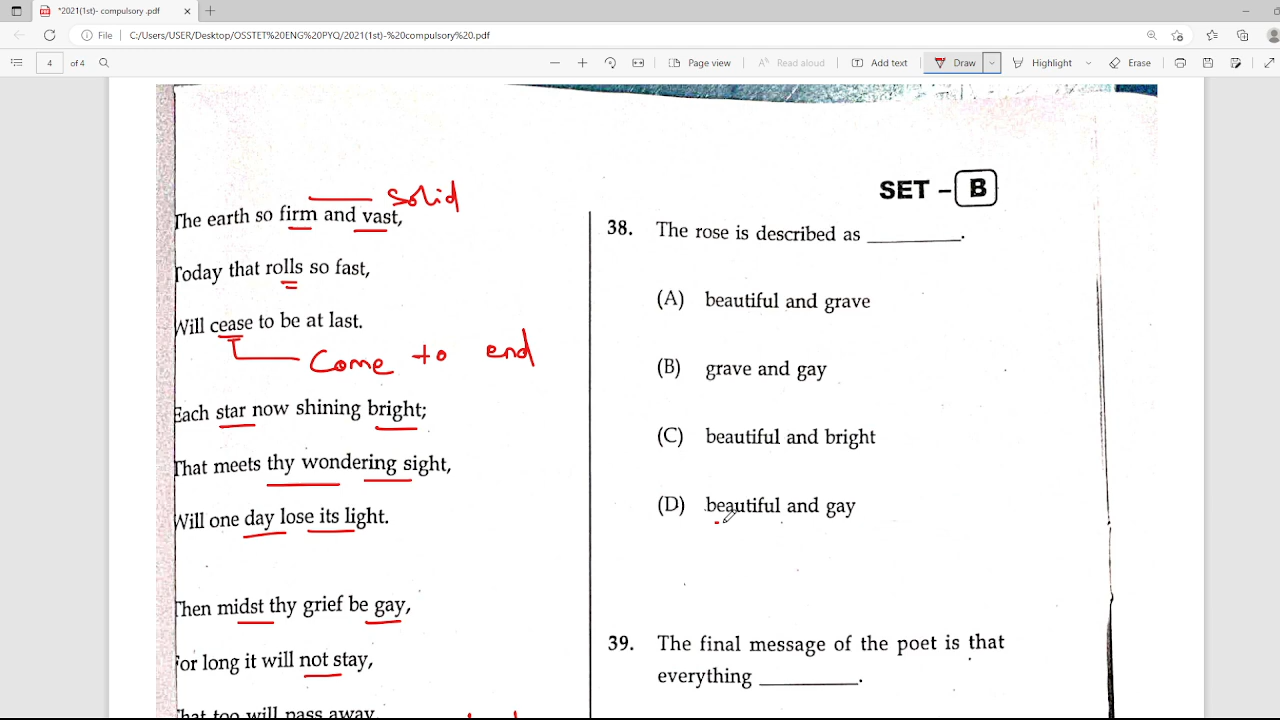 *2021(1st)- compulsory .pdf
File C:/Users/USER/Desktop/OSSTET%20ENG%20PYQ/2021(1st)-%20compulsory%20.pdf
4 of 4 Page view Read aloud Add text Draw Highlight Erase
solid
The earth so firm and vast,
Today that rolls so fast,
Will cease to be at last.
Come to end
Each star now shining bright;
That meets thy wondering sight,
Will one day lose its light.
Then midst thy grief be gay,
For long it will not stay,
That too will pass away.
SET – B
38. The rose is described as ________.
(A) beautiful and grave
(B) grave and gay
(C) beautiful and bright
(D) beautiful and gay
39. The final message of the poet is that
everything ________.